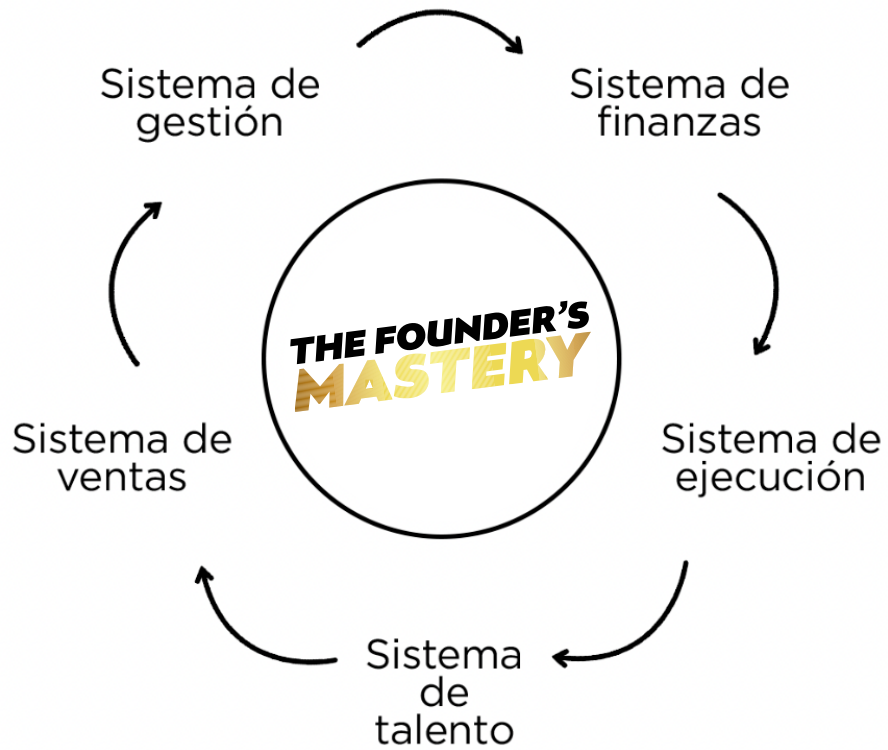 Sistema de
gestión
Sistema de
finanzas
THE FOUNDER'S
MASTERY
Sistema de
ventas
Sistema de
ejecución
Sistema
de
talento